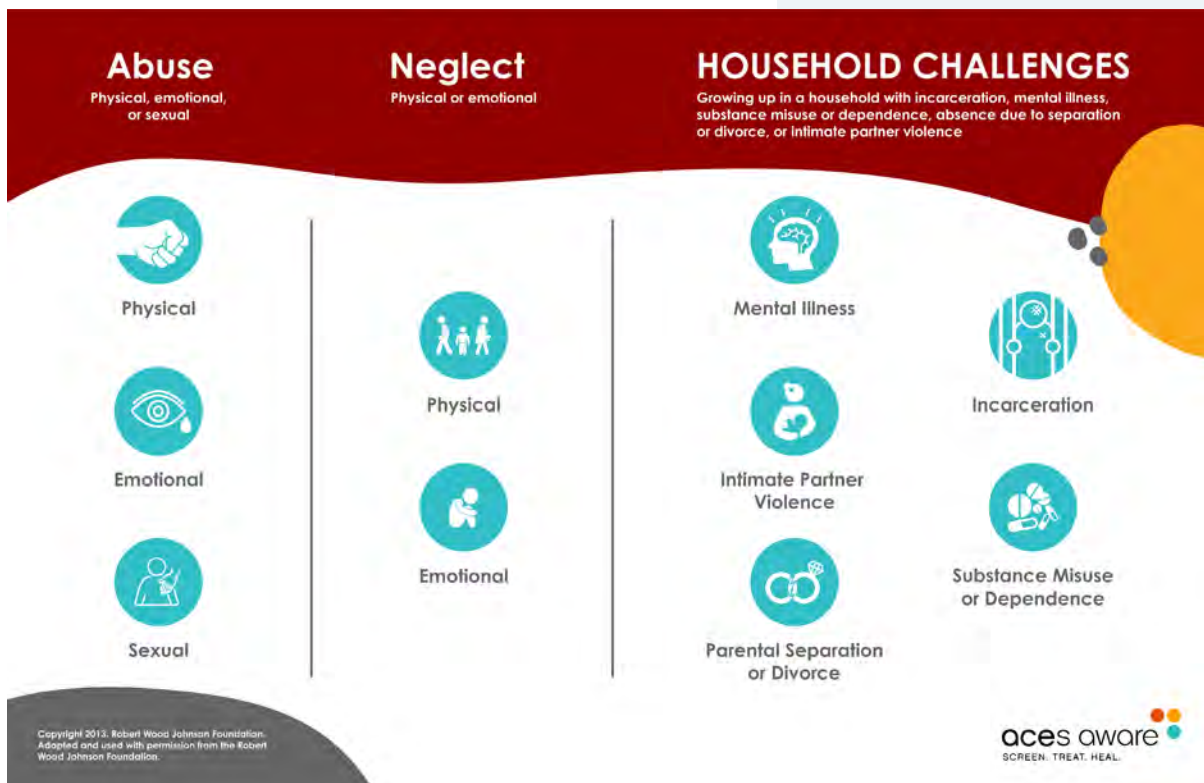 Abuse
Physical, emotional,
or sexual
Neglect
Physical or emotional
HOUSEHOLD CHALLENGES
Growing up in a household with incarceration, mental illness,
substance misuse or dependence, absence due to separation
or divorce, or intimate partner violence
Physical
Emotional
Sexual
Physical
Emotional
Mental Illness
Intimate Partner
Violence
Parental Separation
or Divorce
Incarceration
Substance Misuse
or Dependence
Copyright 2013. Robert Wood Johnson Foundation.
Adapted and used with permission from the Robert
Wood Johnson Foundation.
aces aware
SCREEN. TREAT. HEAL.